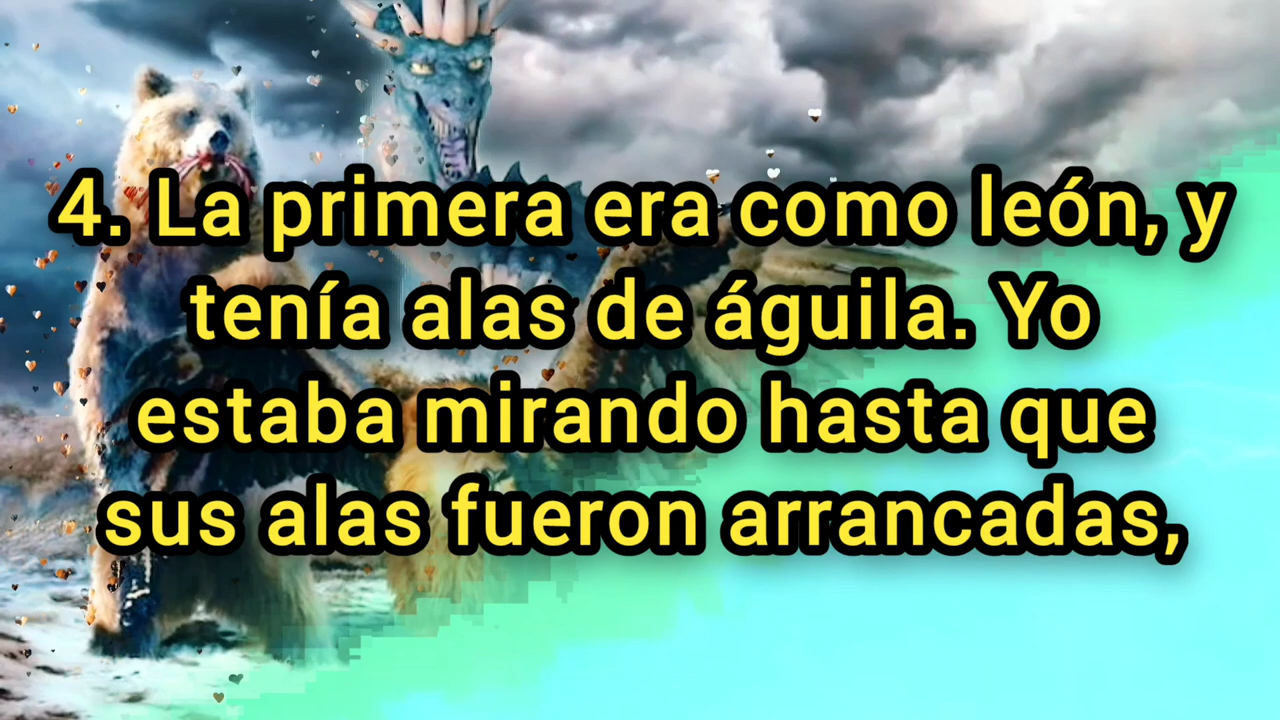 4. La primera era como león, y
tenía alas de águila. Yo
estaba mirando hasta que
sus alas fueron arrancadas,